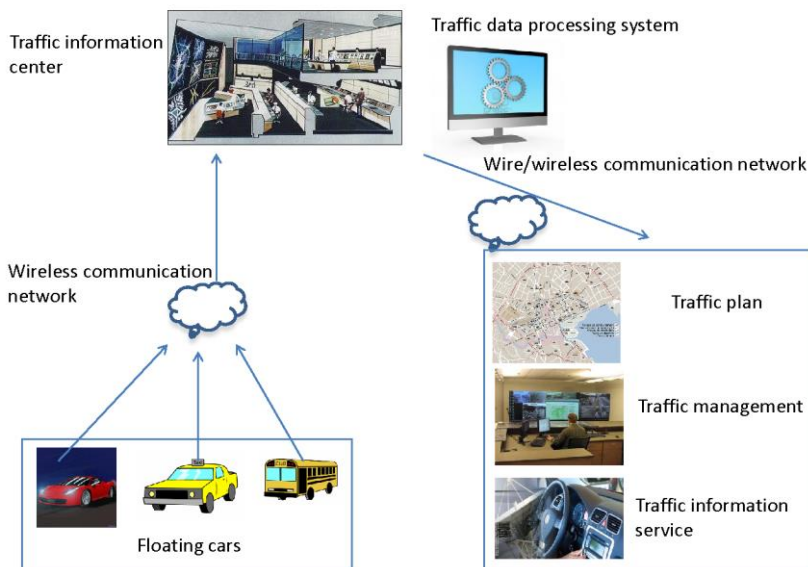 Traffic information
center
Traffic data processing system
Wire/wireless communication network
Wireless communication
network
Traffic plan
Traffic management
Traffic information
service
Floating cars